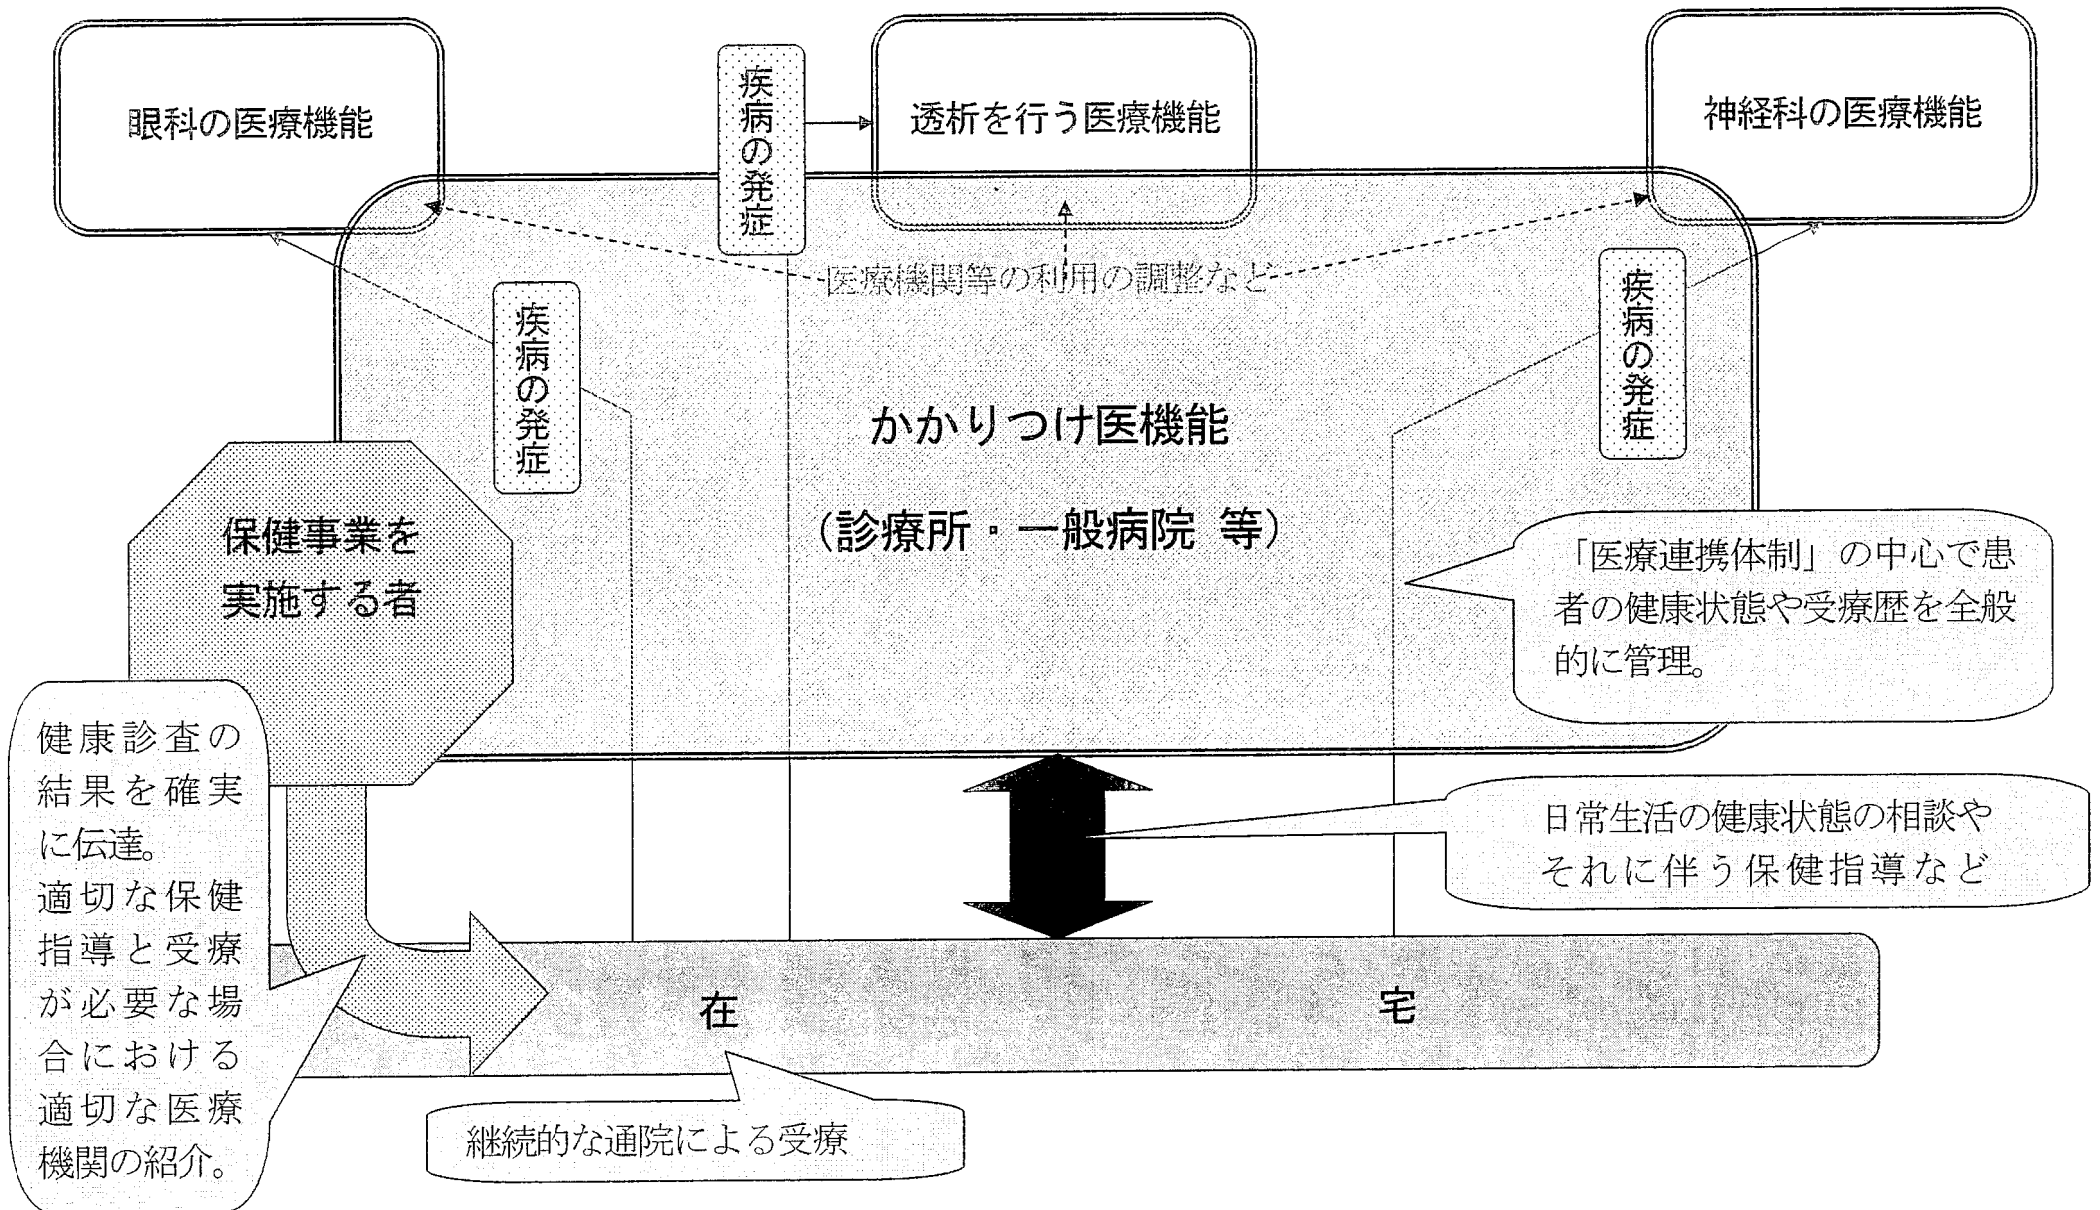 眼科の医療機能
疾病の発症
透析を行う医療機能
神経科の医療機能
医療機関等の利用の調整など
疾病の発症
疾病の発症
かかりつけ医機能
（診療所・一般病院 等）
保健事業を
実施する者
「医療連携体制」の中心で患
者の健康状態や受療歴を全般
的に管理。
健康診査の
結果を確実
に伝達。
適切な保健
指導と受療
が必要な場
合における
適切な医療
機関の紹介。
日常生活の健康状態の相談や
それに伴う保健指導など
在 宅
継続的な通院による受療